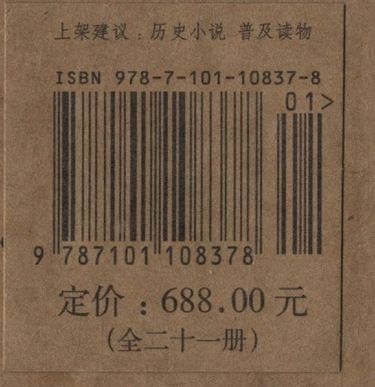 上架建议：历史小说 普及读物
ISBN 978-7-101-10837-8
01>
9 787101 108378
定价：688.00元
（全二十一册）